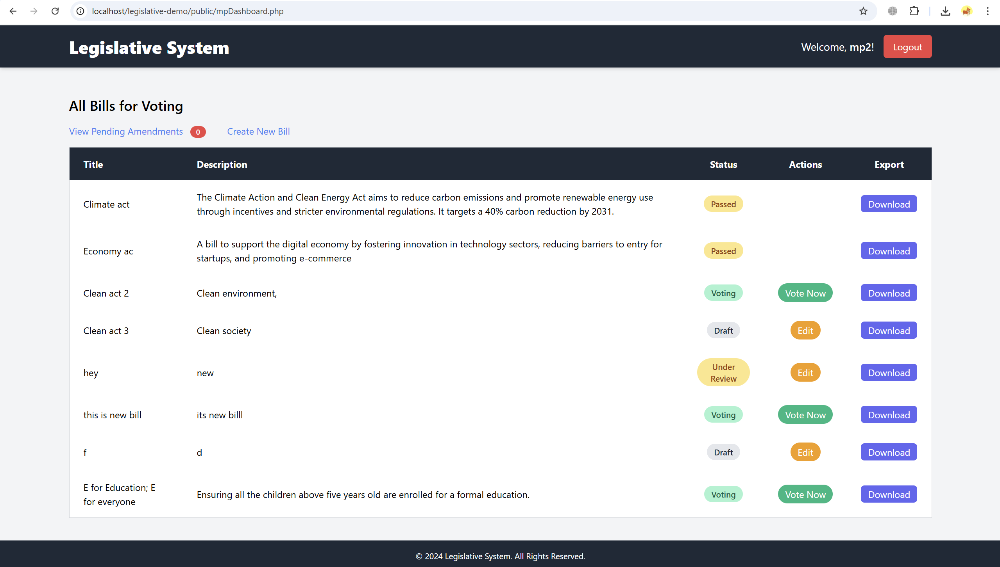 localhost/legislative-demo/public/mpDashboard.php
Legislative System
Welcome, mp2!
Logout
All Bills for Voting
View Pending Amendments 0 Create New Bill
Title Description Status Actions Export
Climate act
The Climate Action and Clean Energy Act aims to reduce carbon emissions and promote renewable energy use
through incentives and stricter environmental regulations. It targets a 40% carbon reduction by 2031.
Passed
Download
Economy ac
A bill to support the digital economy by fostering innovation in technology sectors, reducing barriers to entry for
startups, and promoting e-commerce
Passed
Download
Clean act 2 Clean environment, Voting Vote Now Download
Clean act 3 Clean society Draft Edit Download
hey new
Under
Review
Edit Download
this is new bill its new billl Voting Vote Now Download
f d Draft Edit Download
E for Education; E
for everyone
Ensuring all the children above five years old are enrolled for a formal education.
Voting Vote Now Download
© 2024 Legislative System. All Rights Reserved.